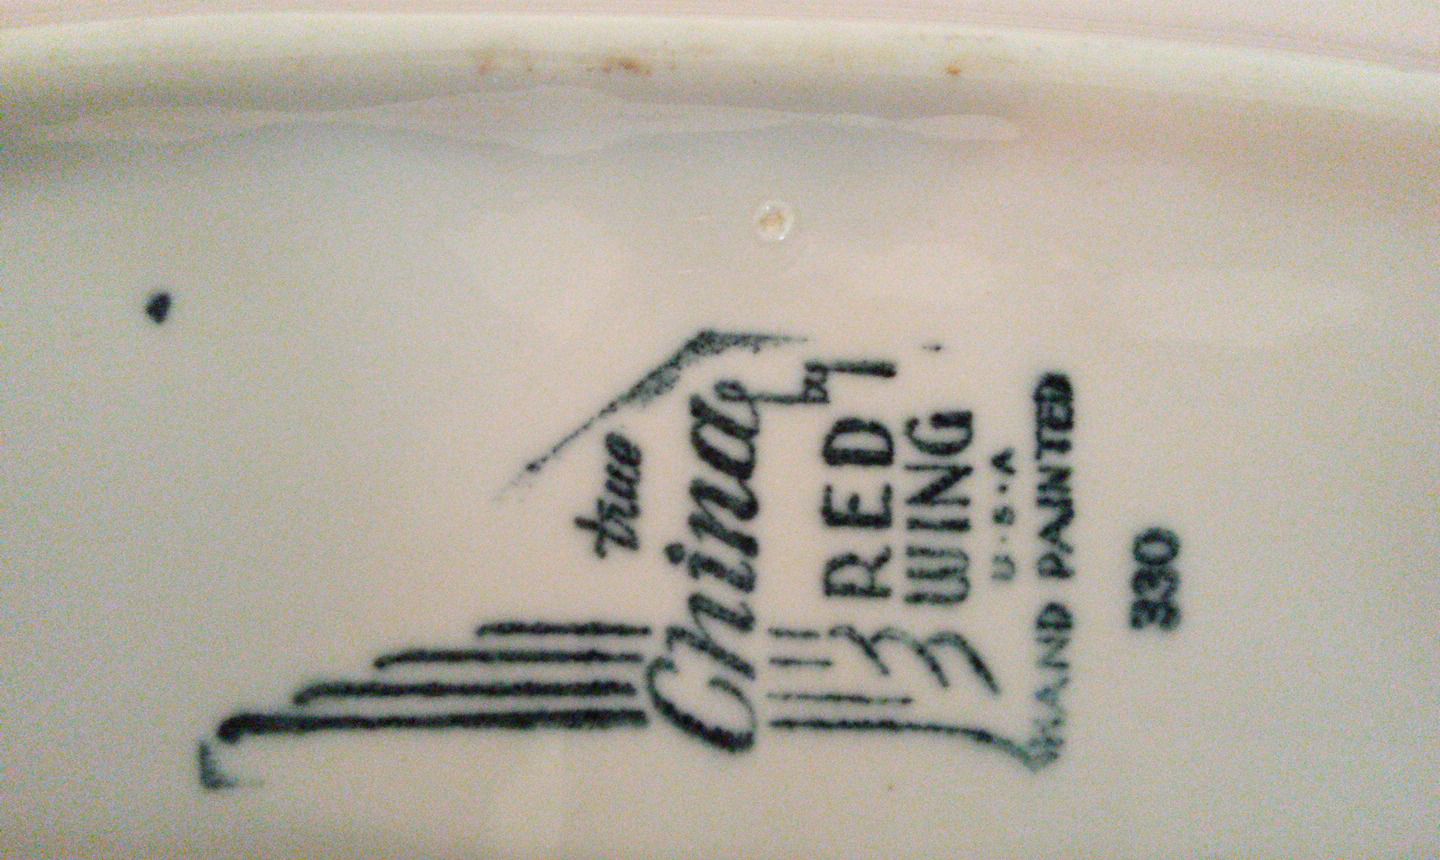 true
China
by
RED
WING
U·S·A
HAND PAINTED
330